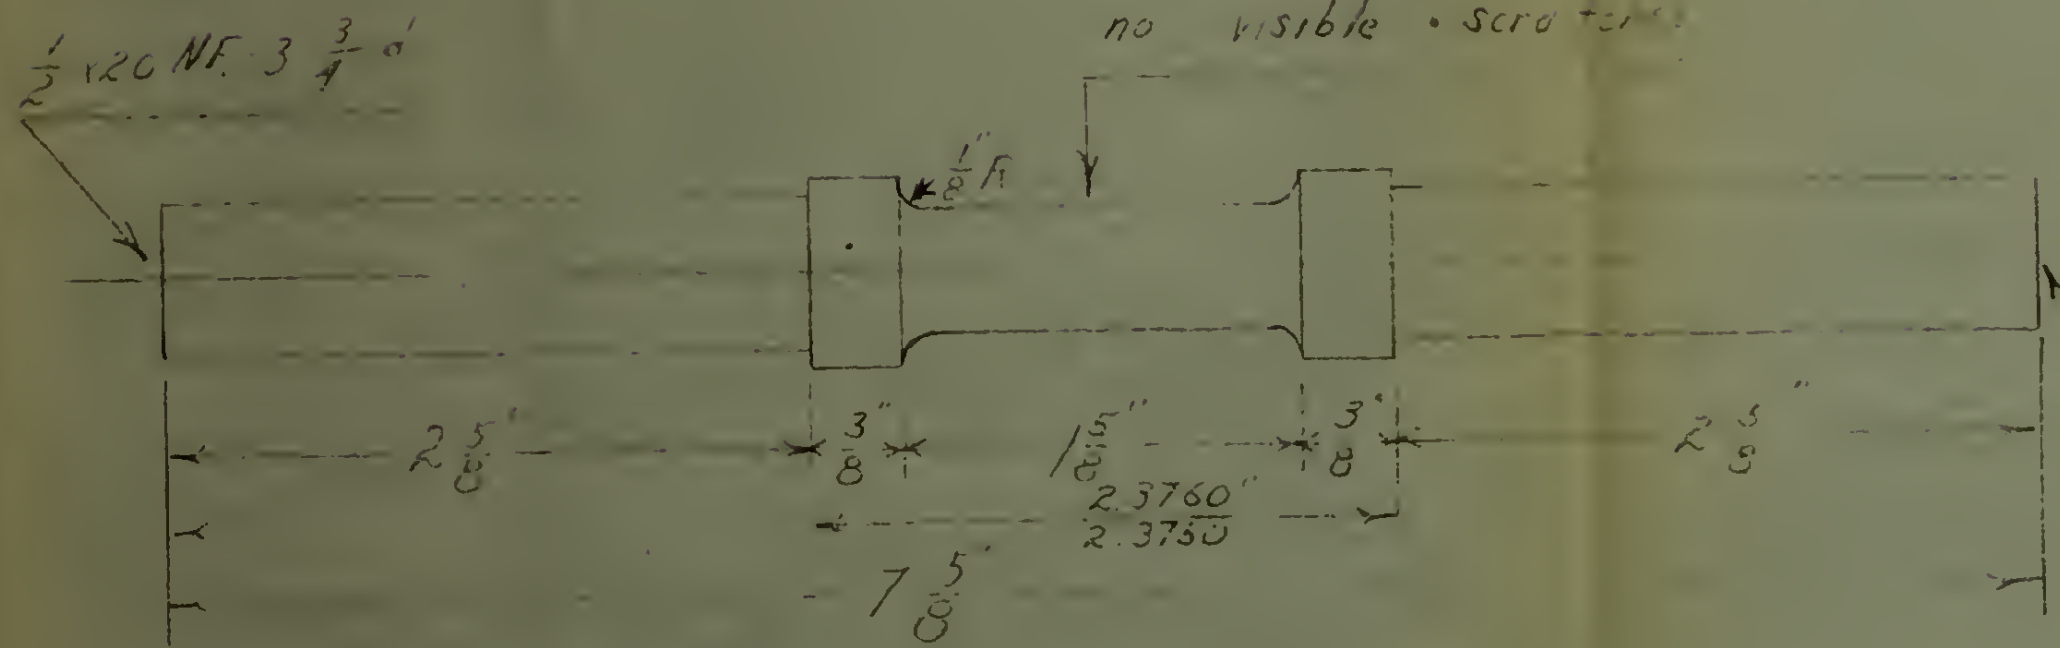 no visible scratches
1/2 x20 NF. 3 3/4 d
1/8" R
2 5/8" 3/8" 1 5/8" 3/8" 2 5/8"
2.3760"
2.3750
7 5/8"